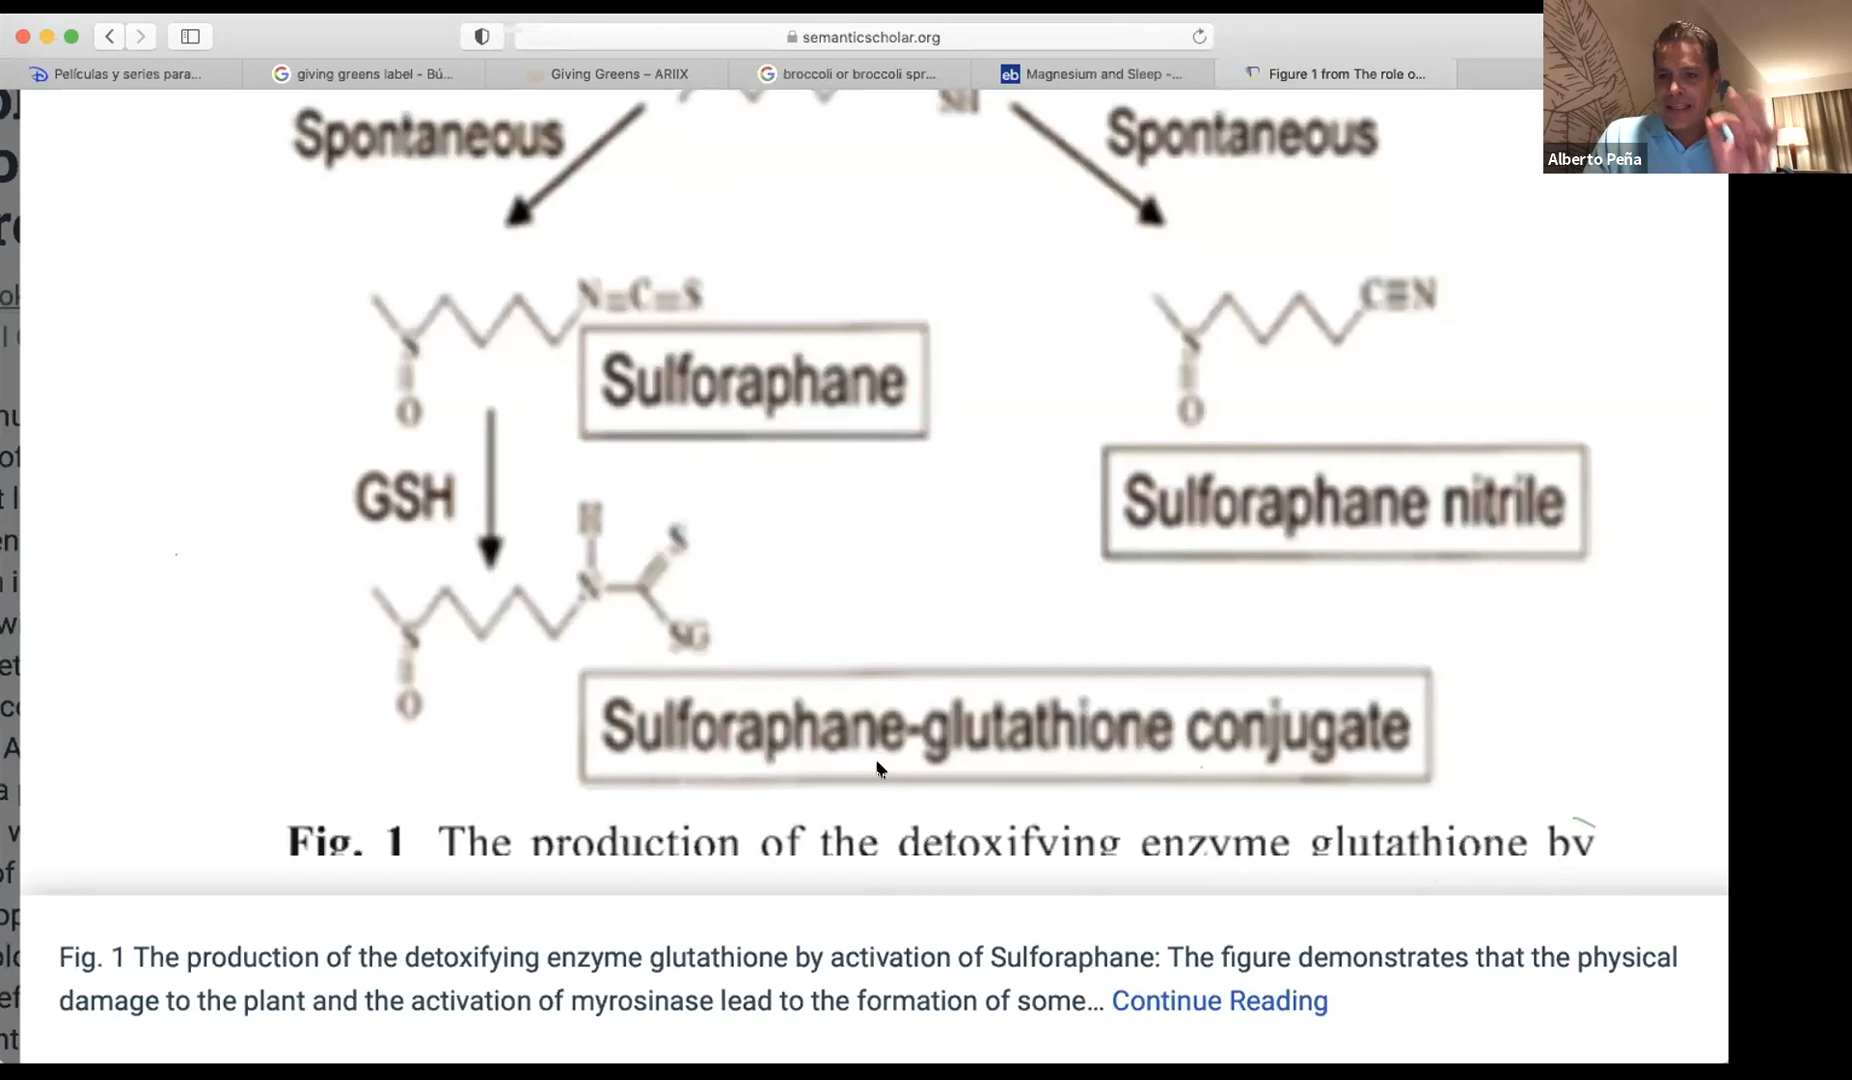 semanticscholar.org
Películas y series para...
giving greens label - Bú...
Giving Greens – ARIIX
broccoli or broccoli spr...
eb Magnesium and Sleep -...
Figure 1 from The role o...
Alberto Peña
SH
Spontaneous
Spontaneous
N=C=S
C≡N
S
S
Sulforaphane
O
O
GSH
Sulforaphane nitrile
H
S
N
S
SG
O
Sulforaphane-glutathione conjugate
Fig. 1 The production of the detoxifying enzyme glutathione by
Fig. 1 The production of the detoxifying enzyme glutathione by activation of Sulforaphane: The figure demonstrates that the physical
damage to the plant and the activation of myrosinase lead to the formation of some... Continue Reading